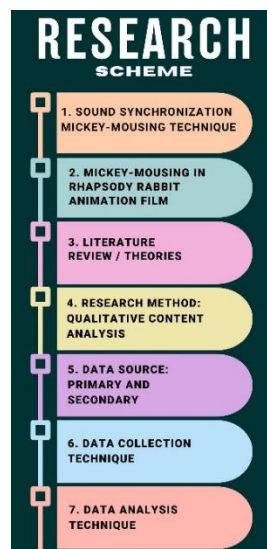 RESEARCH
SCHEME
1. SOUND SYNCHRONIZATION
MICKEY-MOUSING TECHNIQUE
2. MICKEY-MOUSING IN
RHAPSODY RABBIT
ANIMATION FILM
3. LITERATURE
REVIEW / THEORIES
4. RESEARCH METHOD:
QUALITATIVE CONTENT
ANALYSIS
5. DATA SOURCE:
PRIMARY AND
SECONDARY
6. DATA COLLECTION
TECHNIQUE
7. DATA ANALYSIS
TECHNIQUE